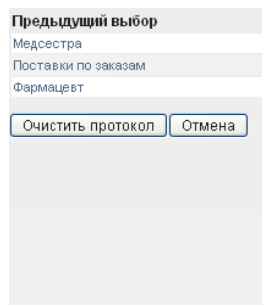 Предыдущий выбор
Медсестра
Поставки по заказам
Фармацевт
Очистить протокол Отмена